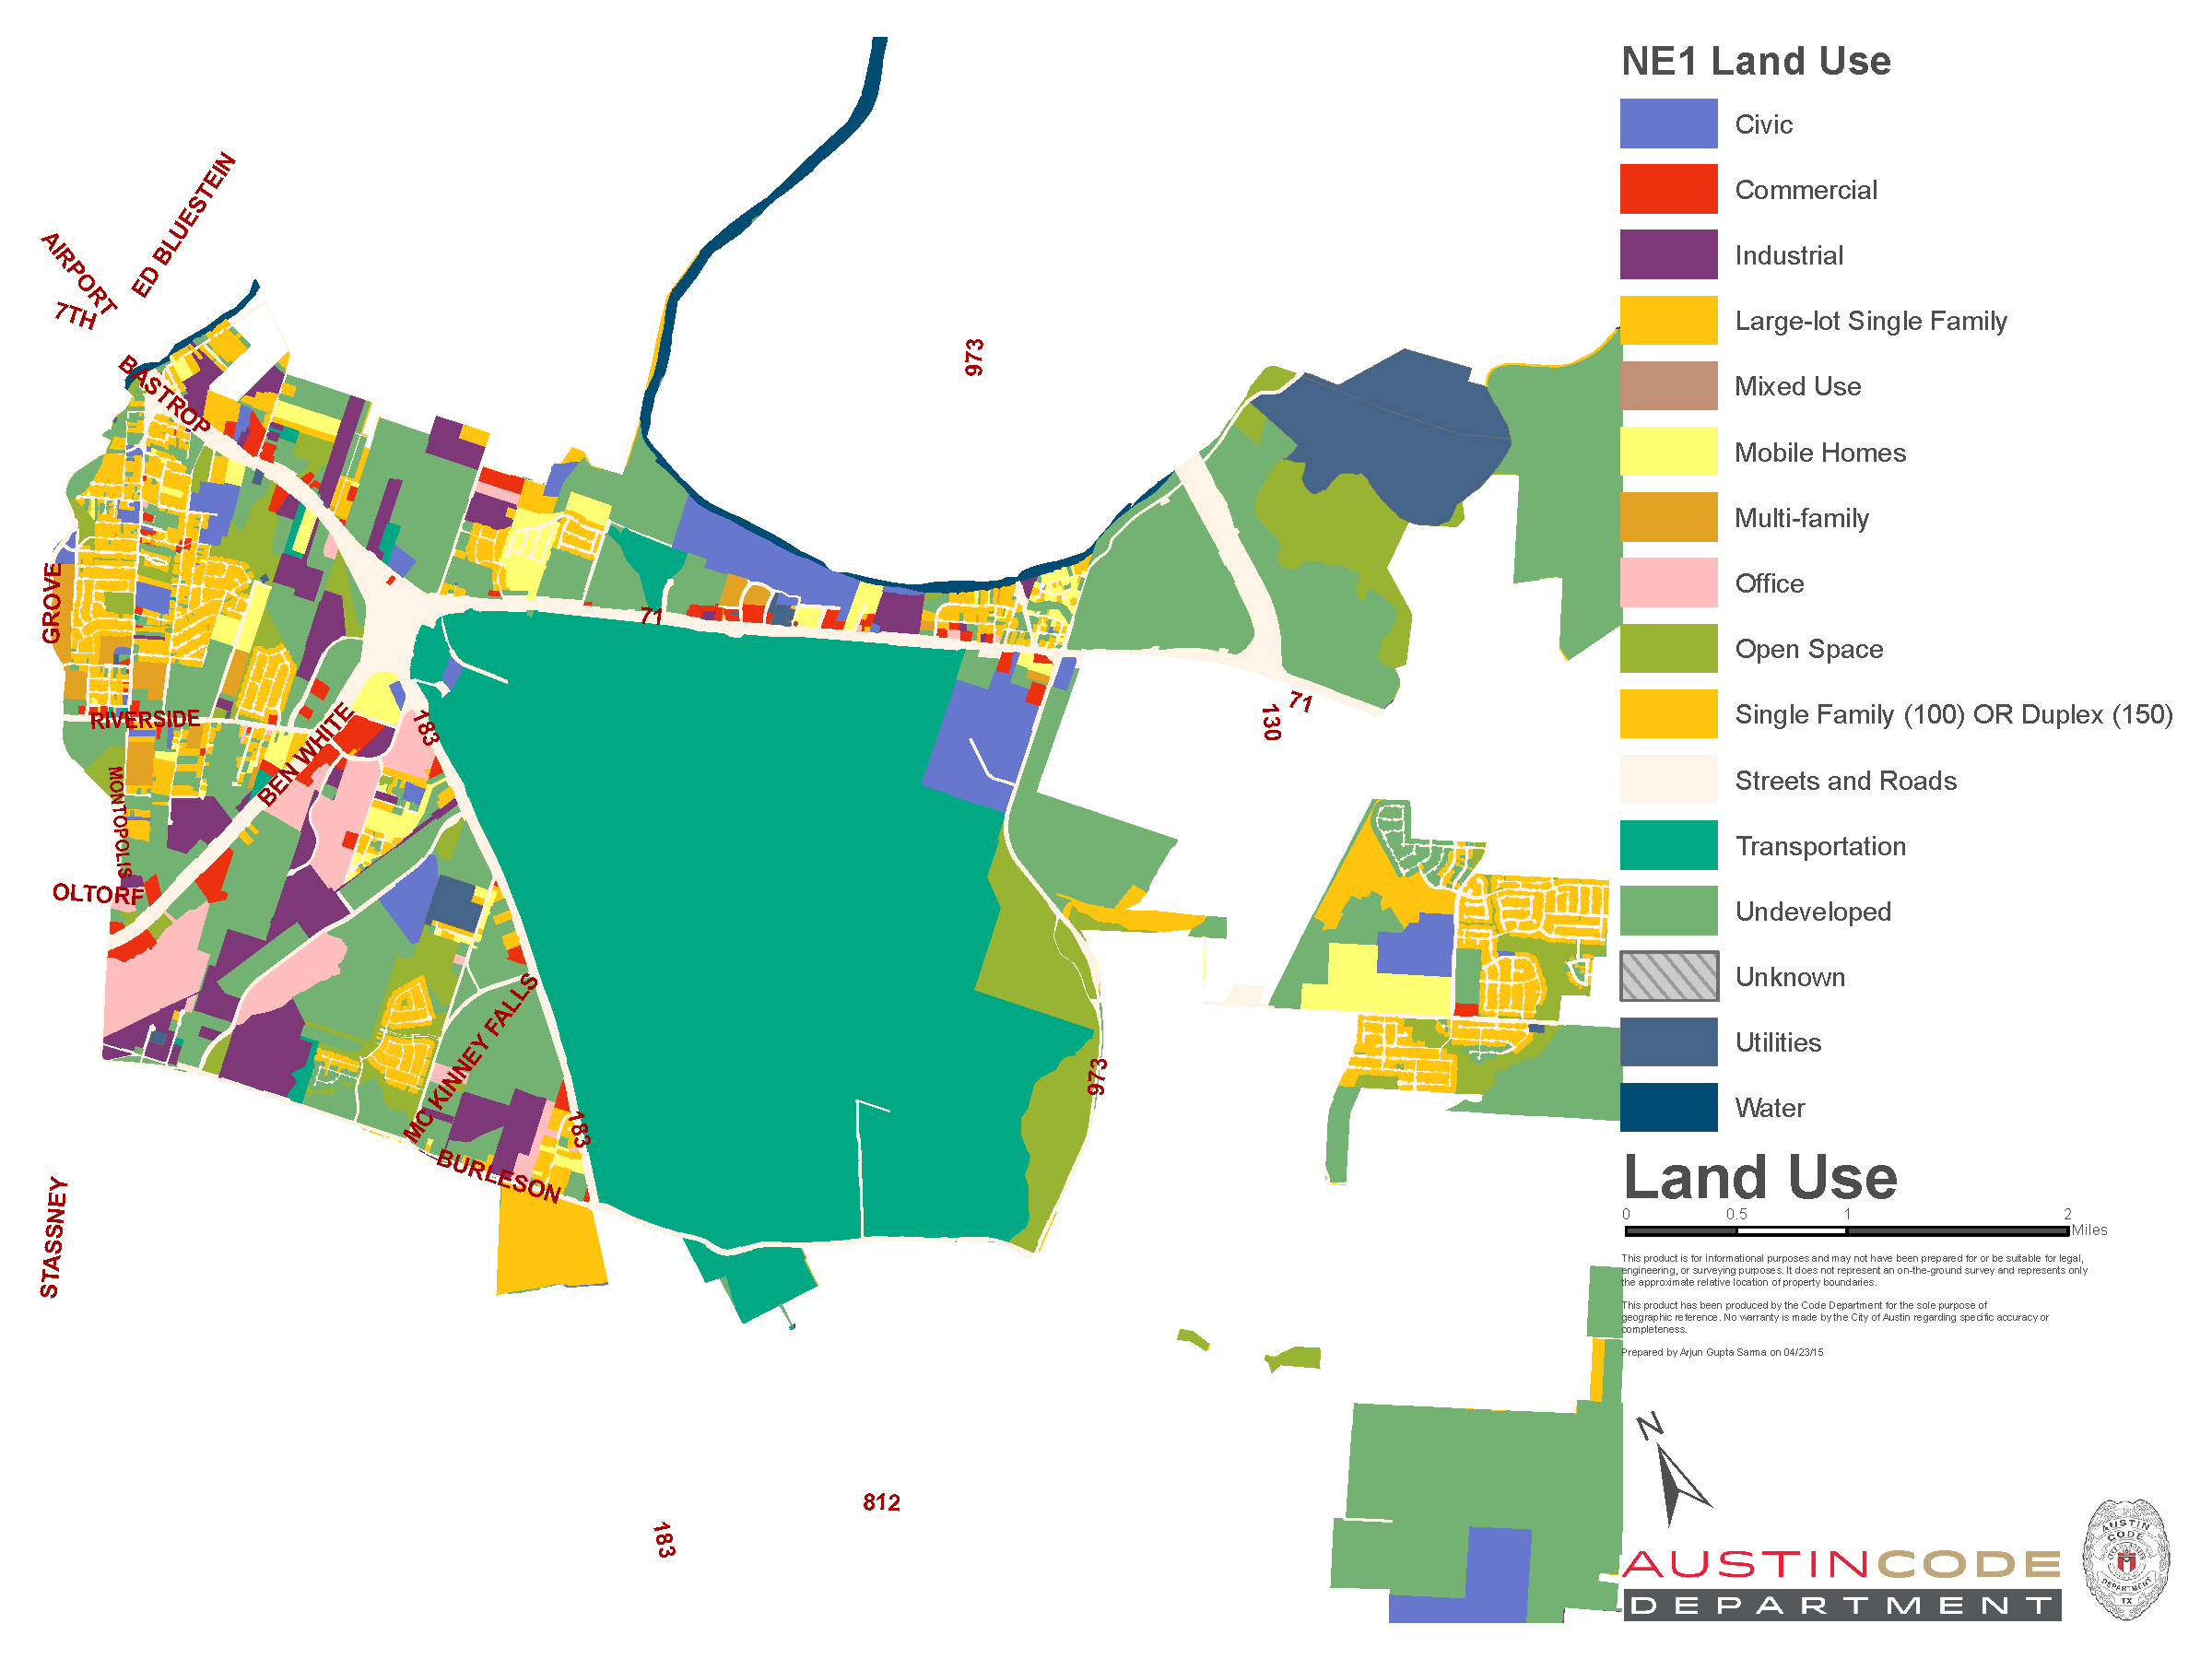 NE1 Land Use
Civic
Commercial
Industrial
Large-lot Single Family
Mixed Use
Mobile Homes
Multi-family
Office
Open Space
Single Family (100) OR Duplex (150)
Streets and Roads
Transportation
Undeveloped
Unknown
Utilities
Water
Land Use
0 0.5 1 2
Miles
This product is for informational purposes and may not have been prepared for or be suitable for legal,
engineering, or surveying purposes. It does not represent an on-the-ground survey and represents only
the approximate relative location of property boundaries.
This product has been produced by the Code Department for the sole purpose of
geographic reference. No warranty is made by the City of Austin regarding specific accuracy or
completeness.
Prepared by Arjun Gupta Sarma on 04/23/15
N
AUSTINCODE
DEPARTMENT
AUSTIN
CODE
DEPARTMENT
TX
ED BLUESTEIN
AIRPORT
7TH
BASTROP
973
GROVE
71
RIVERSIDE
183
BEN WHITE
MONTOPOLIS
OLTORF
71
130
MC KINNEY FALLS
973
183
BURLESON
STASSNEY
812
183